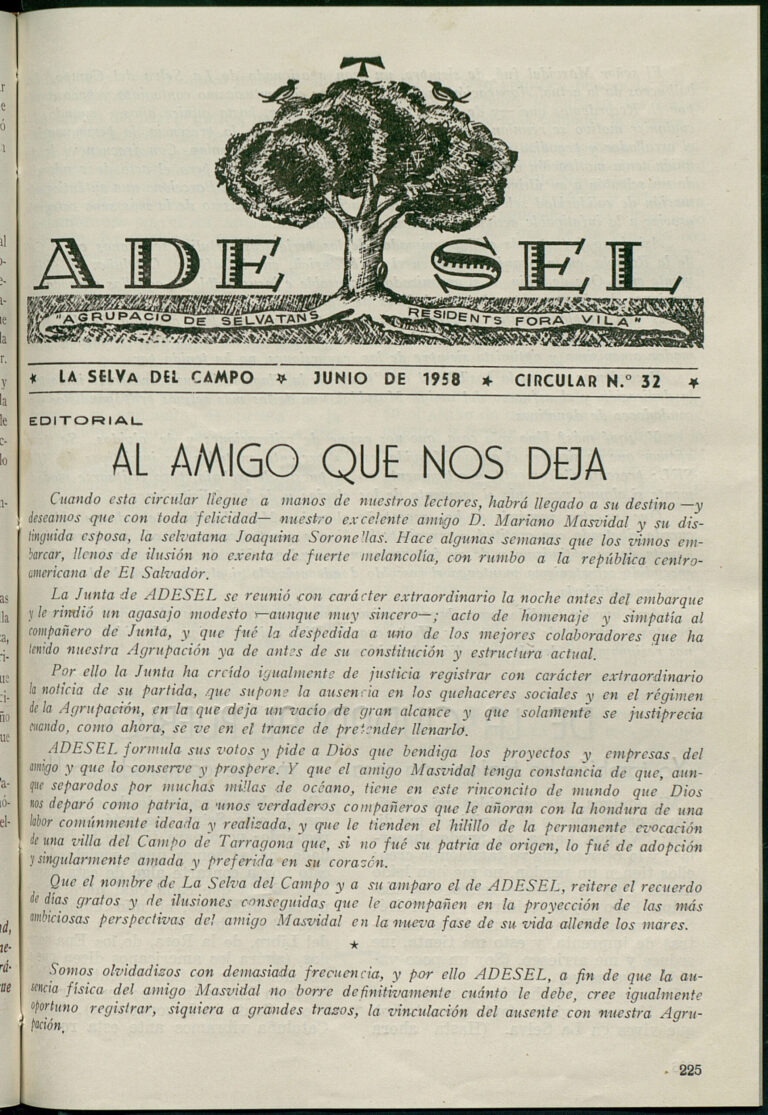 ADE SEL
"AGRUPACIO DE SELVATANS RESIDENTS FORA VILA"
★ LA SELVA DEL CAMPO ★ JUNIO DE 1958 ★ CIRCULAR N.º 32 ★
EDITORIAL
AL AMIGO QUE NOS DEJA
Cuando esta circular llegue a manos de nuestros lectores, habrá llegado a su destino —y
deseamos que con toda felicidad— nuestro excelente amigo D. Mariano Masvidal y su dis-
tinguida esposa, la selvatana Joaquina Soronellas. Hace algunas semanas que los vimos em-
barcar, llenos de ilusión no exenta de fuerte melancolía, con rumbo a la república centro-
americana de El Salvador.
La Junta de ADESEL se reunió con carácter extraordinario la noche antes del embarque
y le rindió un agasajo modesto —aunque muy sincero—; acto de homenaje y simpatía al
compañero de Junta, y que fué la despedida a uno de los mejores colaboradores que ha
tenido nuestra Agrupación ya de antes de su constitución y estructura actual.
Por ello la Junta ha creído igualmente de justicia registrar con carácter extraordinario
la noticia de su partida, que supone la ausencia en los quehaceres sociales y en el régimen
de la Agrupación, en la que deja un vacío de gran alcance y que solamente se justiprecia
cuando, como ahora, se ve en el trance de pretender llenarlo.
ADESEL formula sus votos y pide a Dios que bendiga los proyectos y empresas del
amigo y que lo conserve y prospere. Y que el amigo Masvidal tenga constancia de que, aun-
que separodos por muchas millas de océano, tiene en este rinconcito de mundo que Dios
nos deparó como patria, a unos verdaderos compañeros que le añoran con la hondura de una
labor comúnmente ideada y realizada, y que le tienden el hilillo de la permanente evocación
de una villa del Campo de Tarragona que, si no fué su patria de origen, lo fué de adopción
y singularmente amada y preferida en su corazón.
Que el nombre de La Selva del Campo y a su amparo el de ADESEL, reitere el recuerdo
de días gratos y de ilusiones conseguidas que le acompañen en la proyección de las más
ambiciosas perspectivas del amigo Masvidal en la nueva fase de su vida allende los mares.
★
Somos olvidadizos con demasiada frecuencia, y por ello ADESEL, a fin de que la au-
sencia física del amigo Masvidal no borre definitivamente cuánto le debe, cree igualmente
oportuno registrar, siquiera a grandes trazos, la vinculación del ausente con nuestra Agru-
pación.
225